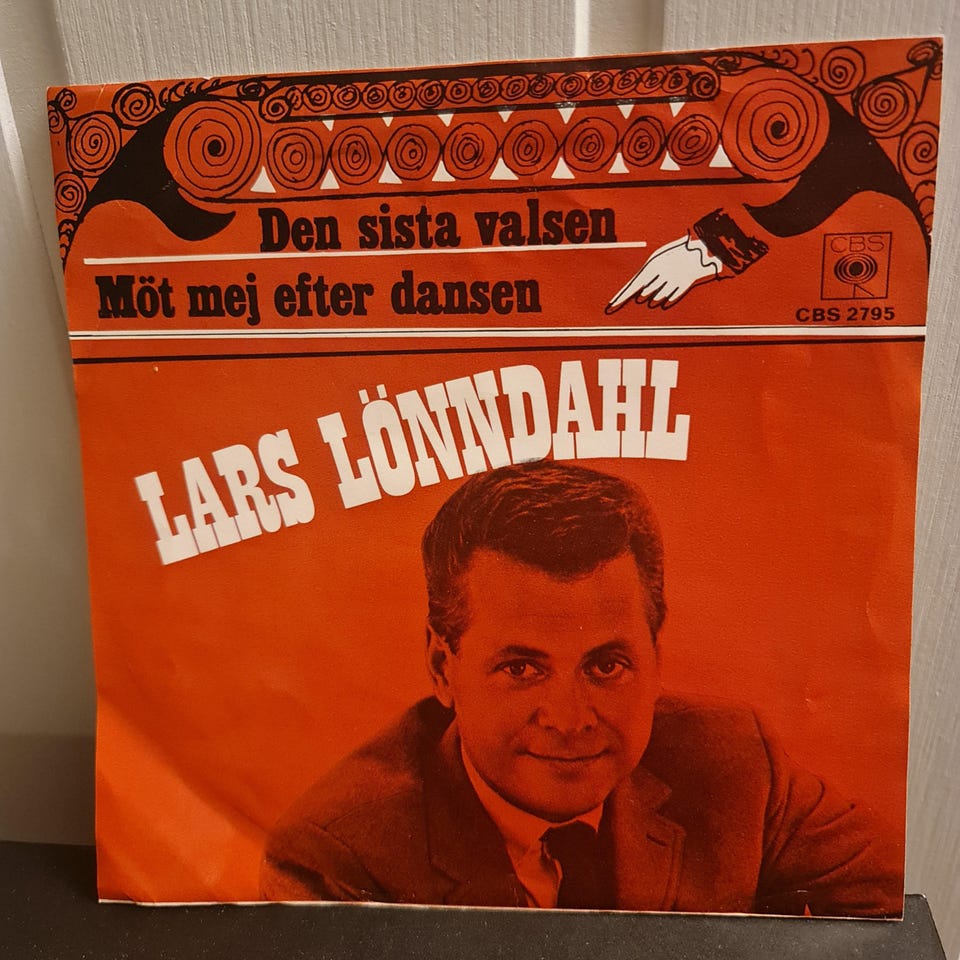 Den sista valsen
Möt mej efter dansen
CBS
CBS 2795
LARS LÖNNDAHL